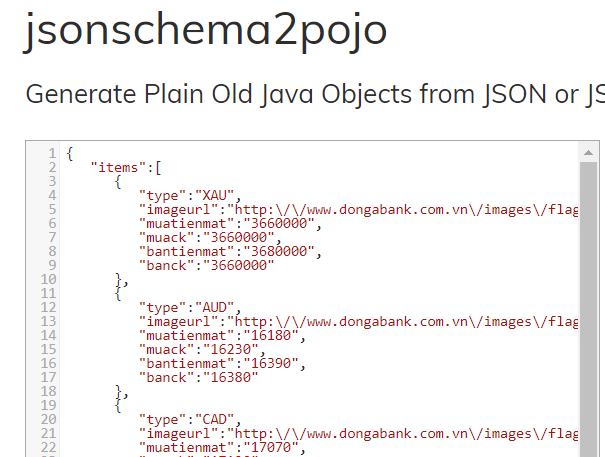 jsonschema2pojo
Generate Plain Old Java Objects from JSON or JS
1 {
2 "items":[
3 {
4 "type":"XAU",
5 "imageurl":"http:\/\/www.dongabank.com.vn\/images\/flag
6 "muatienmat":"3660000",
7 "muack":"3660000",
8 "bantienmat":"3680000",
9 "banck":"3660000"
10 },
11 {
12 "type":"AUD",
13 "imageurl":"http:\/\/www.dongabank.com.vn\/images\/flag
14 "muatienmat":"16180",
15 "muack":"16230",
16 "bantienmat":"16390",
17 "banck":"16380"
18 },
19 {
20 "type":"CAD",
21 "imageurl":"http:\/\/www.dongabank.com.vn\/images\/flag
22 "muatienmat":"17070",